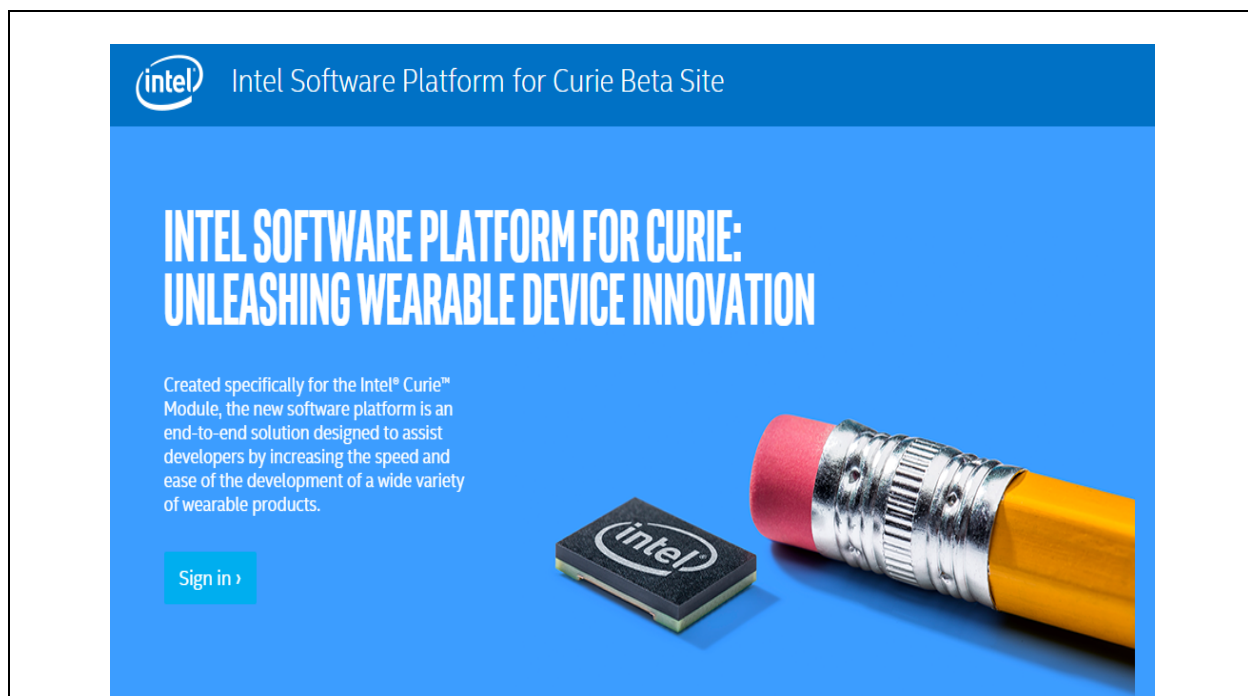 intel
Intel Software Platform for Curie Beta Site
INTEL SOFTWARE PLATFORM FOR CURIE:
UNLEASHING WEARABLE DEVICE INNOVATION
Created specifically for the Intel® Curie™
Module, the new software platform is an
end-to-end solution designed to assist
developers by increasing the speed and
ease of the development of a wide variety
of wearable products.
intel
Sign in ›